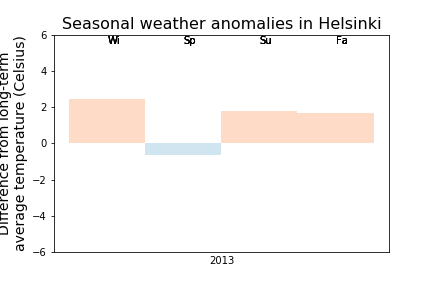 Seasonal weather anomalies in Helsinki
Difference from long-term
average temperature (Celsius)
6
4
2
0
−2
−4
−6
Wi Sp Su Fa
2013